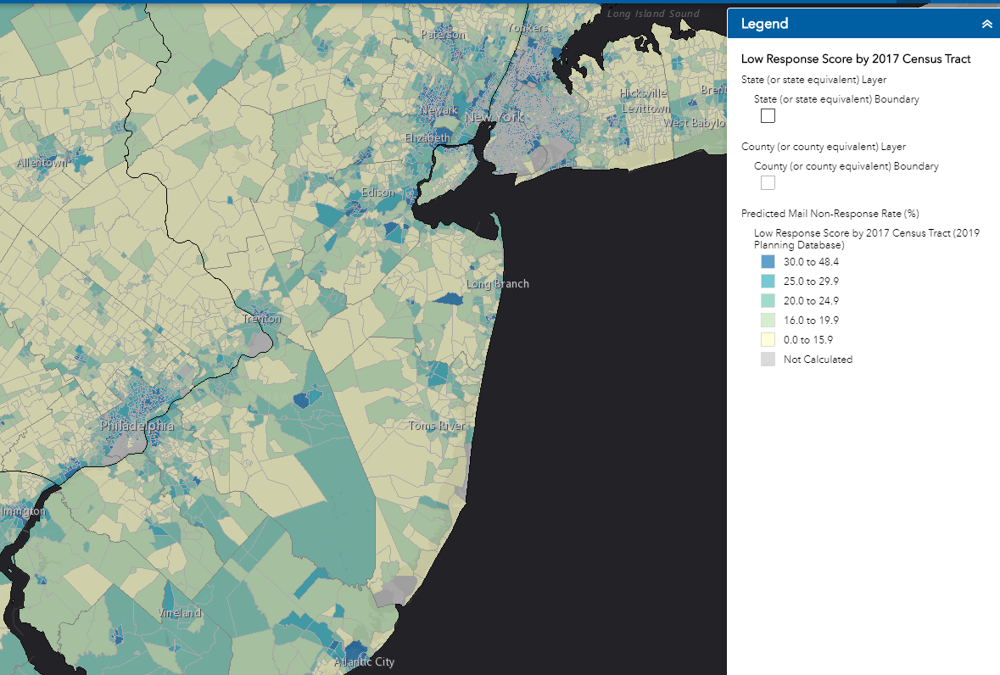 Long Island Sound
Paterson
Yonkers
Hicksville
Newark
Levittown
New York
West Babylo
Elizabeth
Allentown
Edison
Long Branch
Trenton
Toms River
Philadelphia
lmington
Vineland
Atlantic City
Legend
Low Response Score by 2017 Census Tract
State (or state equivalent) Layer
State (or state equivalent) Boundary
County (or county equivalent) Layer
County (or county equivalent) Boundary
Predicted Mail Non-Response Rate (%)
Low Response Score by 2017 Census Tract (2019
Planning Database)
30.0 to 48.4
25.0 to 29.9
20.0 to 24.9
16.0 to 19.9
0.0 to 15.9
Not Calculated